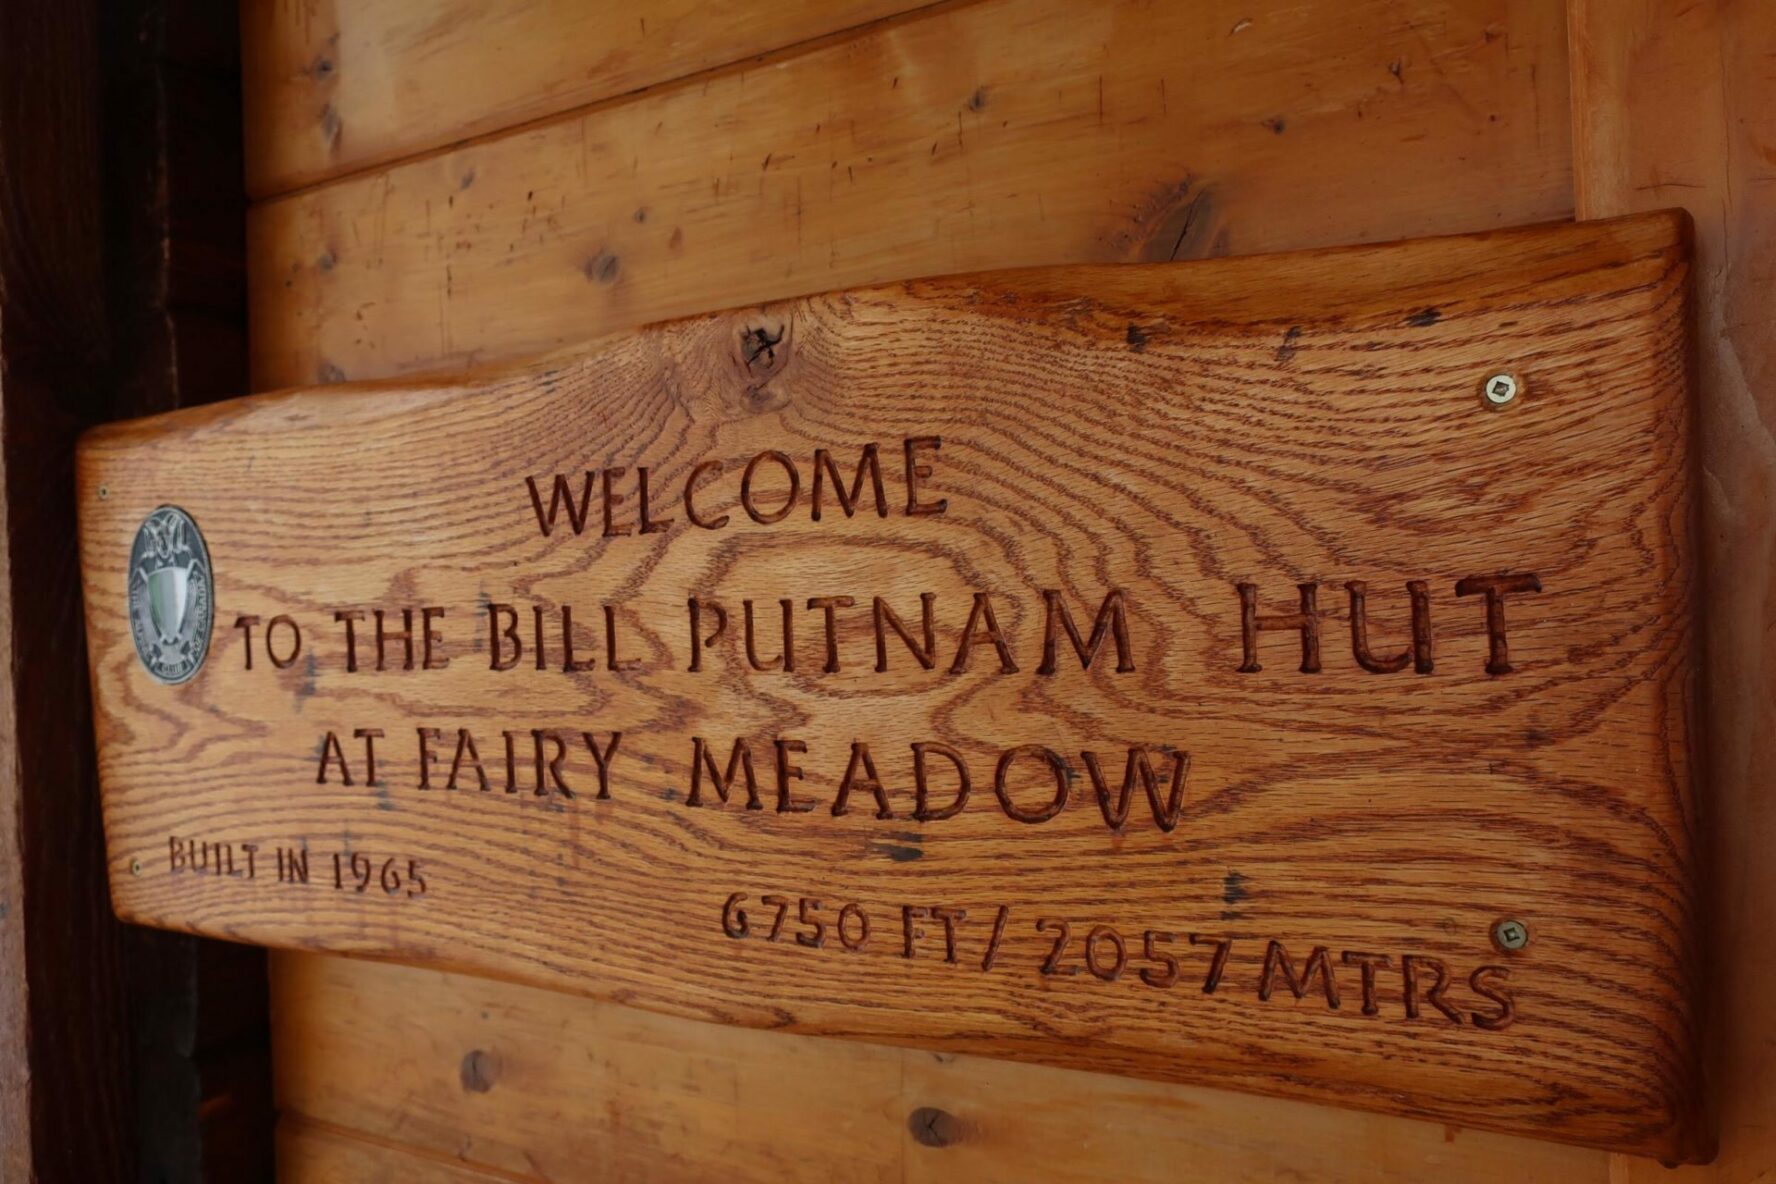 WELCOME
TO THE BILL PUTNAM HUT
AT FAIRY MEADOW
BUILT IN 1965
6750 FT/ 2057 MTRS